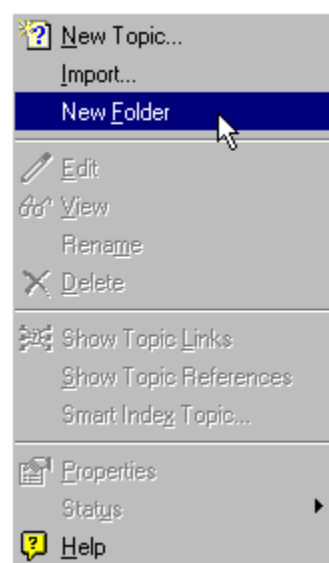 New Topic...
Import...
New Folder
Edit
View
Rename
Delete
Show Topic Links
Show Topic References
Smart Index Topic...
Properties
Status
Help